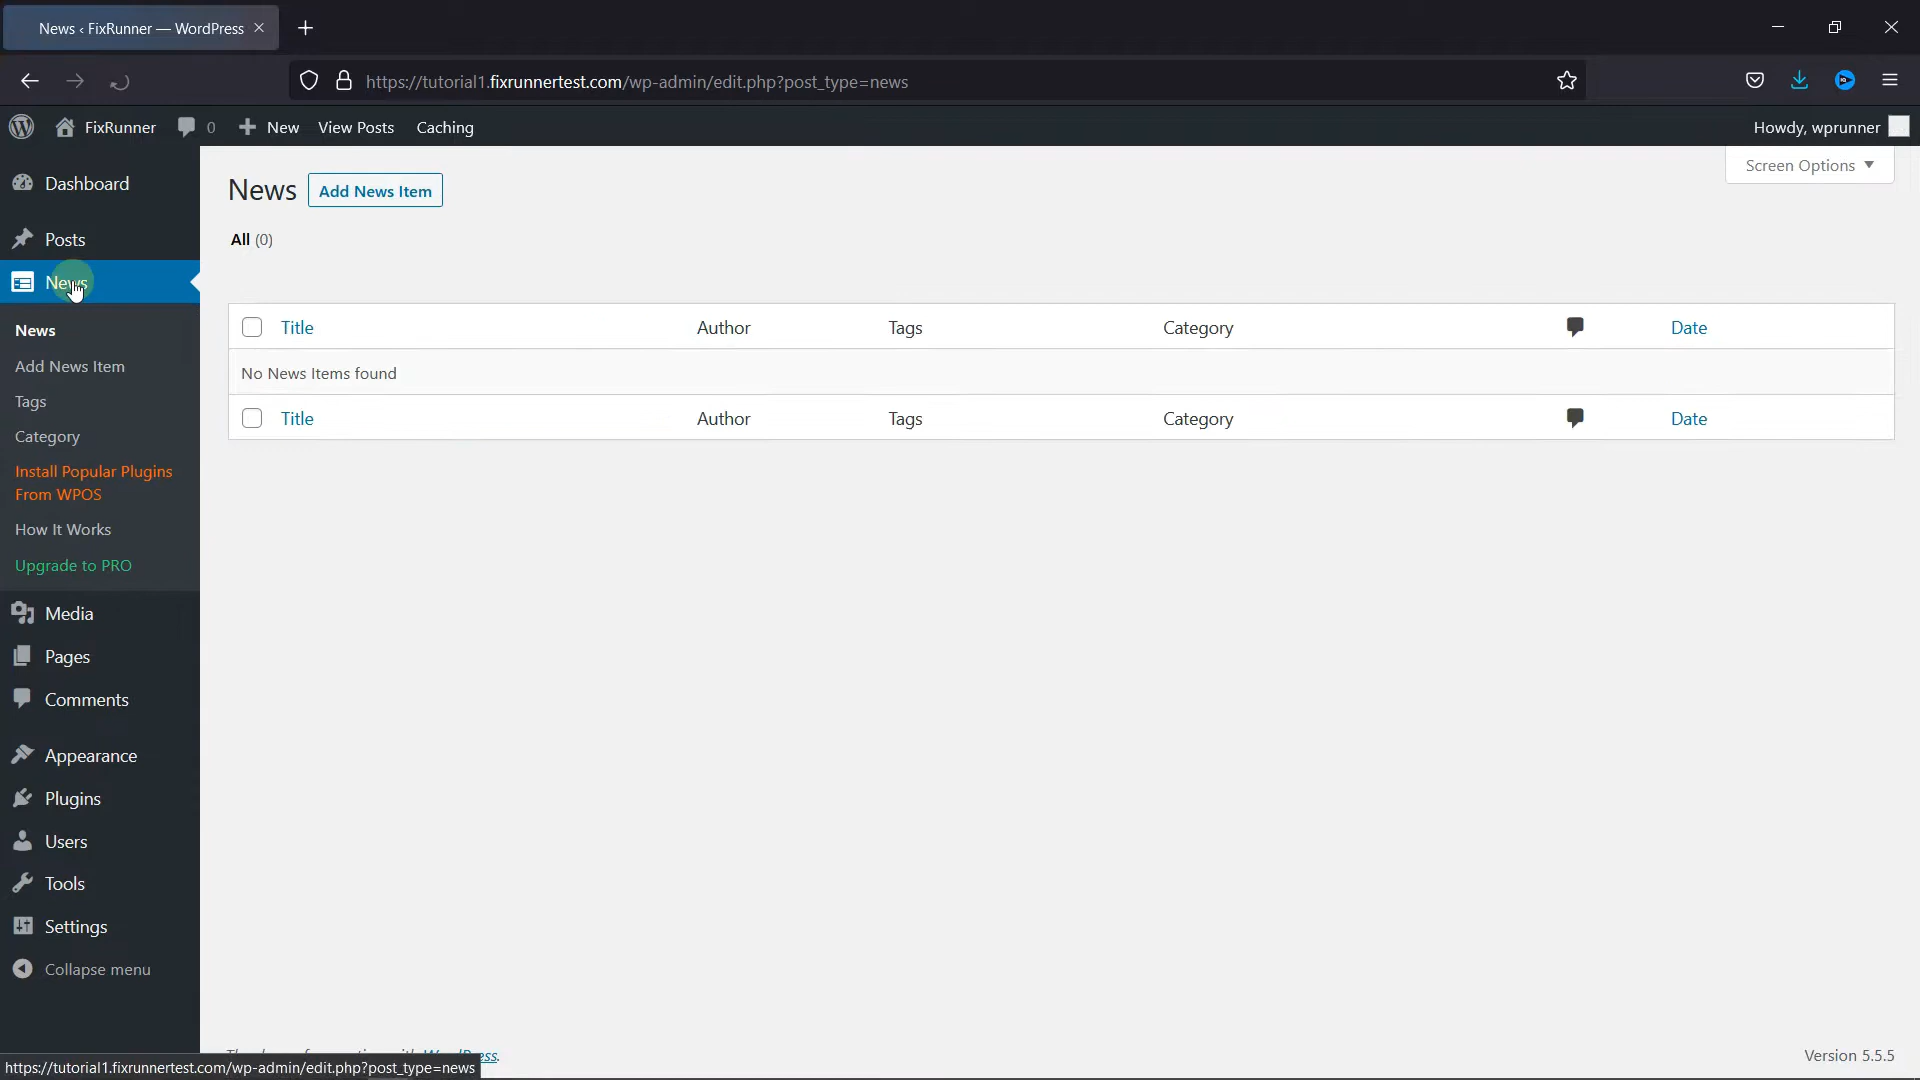 News ‹ FixRunner — WordPress
https://tutorial1.fixrunnertest.com/wp-admin/edit.php?post_type=news
FixRunner 0 New View Posts Caching Howdy, wprunner
Screen Options
Dashboard
Posts
News
News
Add News Item
Tags
Category
Install Popular Plugins
From WPOS
How It Works
Upgrade to PRO
Media
Pages
Comments
Appearance
Plugins
Users
Tools
Settings
Collapse menu
News Add News Item
All (0)
Title Author Tags Category Date
No News Items found
Title Author Tags Category Date
Version 5.5.5
https://tutorial1.fixrunnertest.com/wp-admin/edit.php?post_type=news